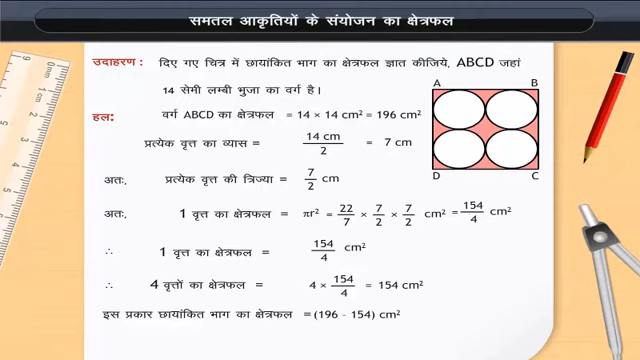 समतल आकृतियों के संयोजन का क्षेत्रफल
उदाहरण : दिए गए चित्र में छायांकित भाग का क्षेत्रफल ज्ञात कीजिये, ABCD जहां
14 सेमी लम्बी भुजा का वर्ग है।
A B
D C
हल: वर्ग ABCD का क्षेत्रफल = 14 × 14 cm² = 196 cm²
प्रत्येक वृत्त का व्यास = 14 cm/2 = 7 cm
अतः प्रत्येक वृत्त की त्रिज्या = 7/2 cm
अतः 1 वृत्त का क्षेत्रफल = πr² = 22/7 × 7/2 × 7/2 cm² = 154/4 cm²
∴ 1 वृत्त का क्षेत्रफल = 154/4 cm²
∴ 4 वृत्तों का क्षेत्रफल = 4 × 154/4 = 154 cm²
इस प्रकार छायांकित भाग का क्षेत्रफल = (196 - 154) cm²